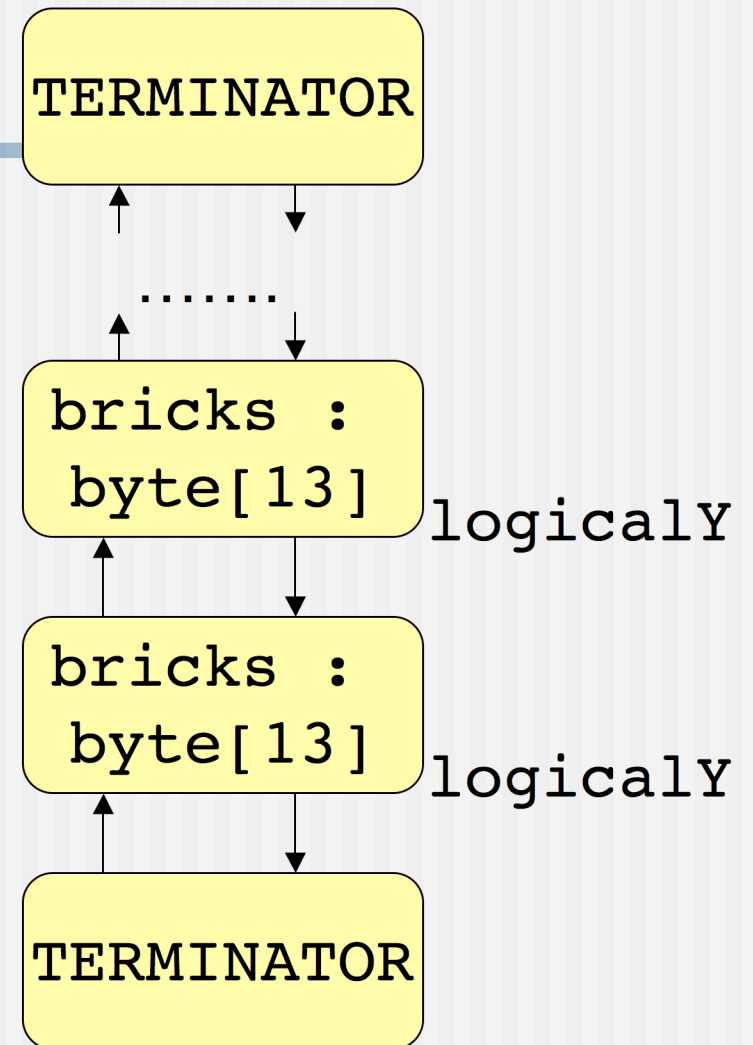 TERMINATOR
.......
bricks :
byte[13]
logicalY
bricks :
byte[13]
logicalY
TERMINATOR